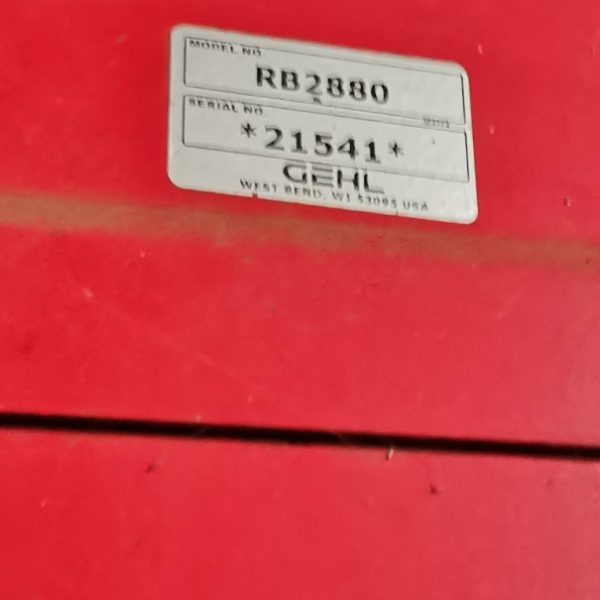 MODEL NO.
RB2880
SERIAL NO.
*21541*
GEHL
WEST BEND, WI 53095 USA